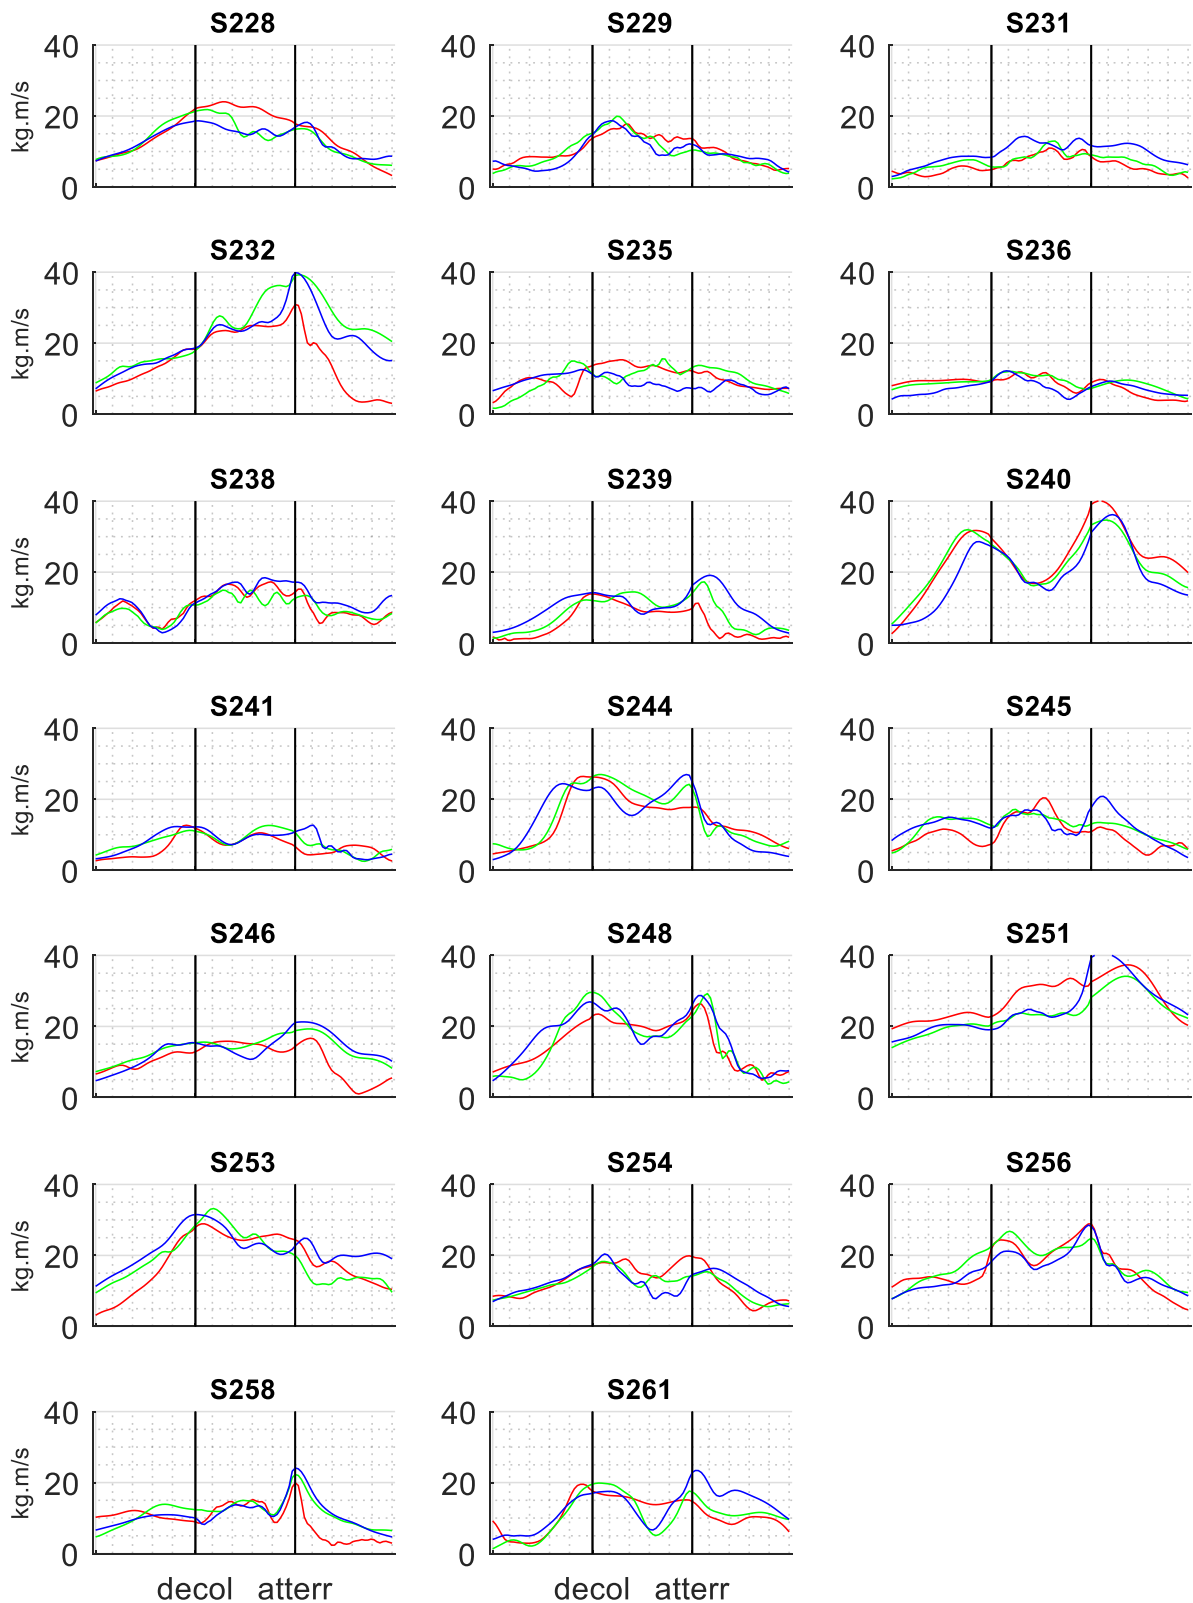 S228 S229 S231
kg.m/s 40 20 0 40 20 0 40 20 0
S232 S235 S236
kg.m/s 40 20 0 40 20 0 40 20 0
S238 S239 S240
40 20 0 40 20 0 40 20 0
S241 S244 S245
kg.m/s 40 20 0 40 20 0 40 20 0
S246 S248 S251
kg.m/s 40 20 0 40 20 0 40 20 0
S253 S254 S256
kg.m/s 40 20 0 40 20 0 40 20 0
S258 S261
kg.m/s 40 20 0 40 20 0
decol atterr decol atterr